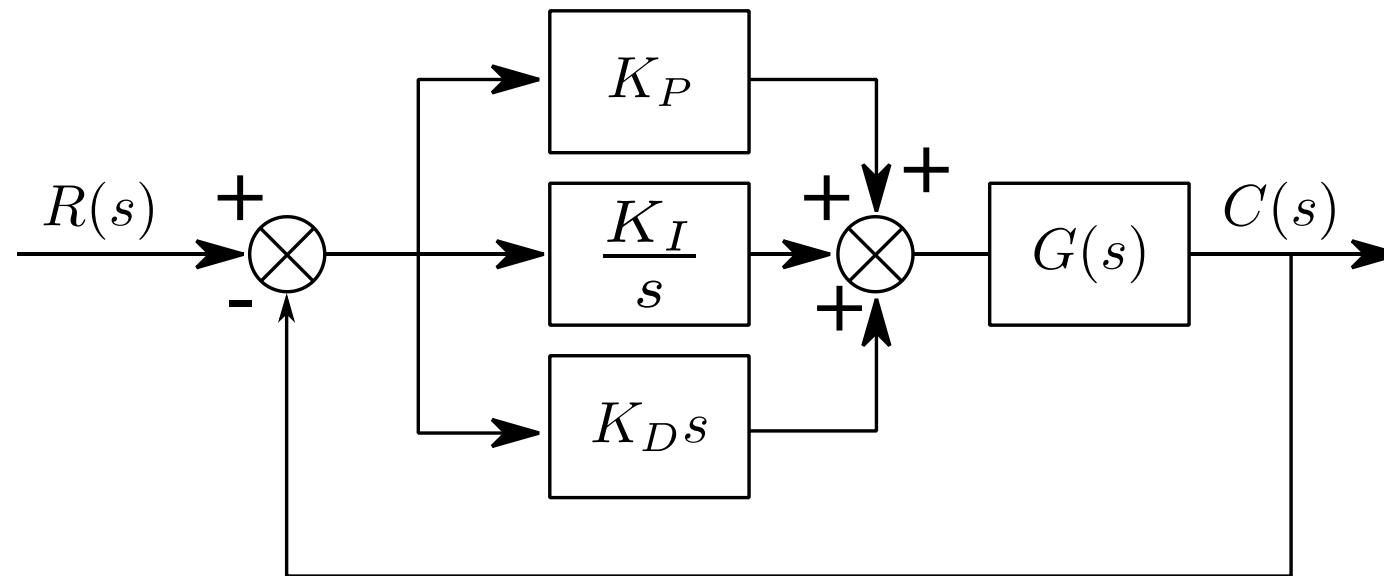 K_P
+
+
+
R(s)
K_I
s
G(s)
C(s)
-
+
K_D s